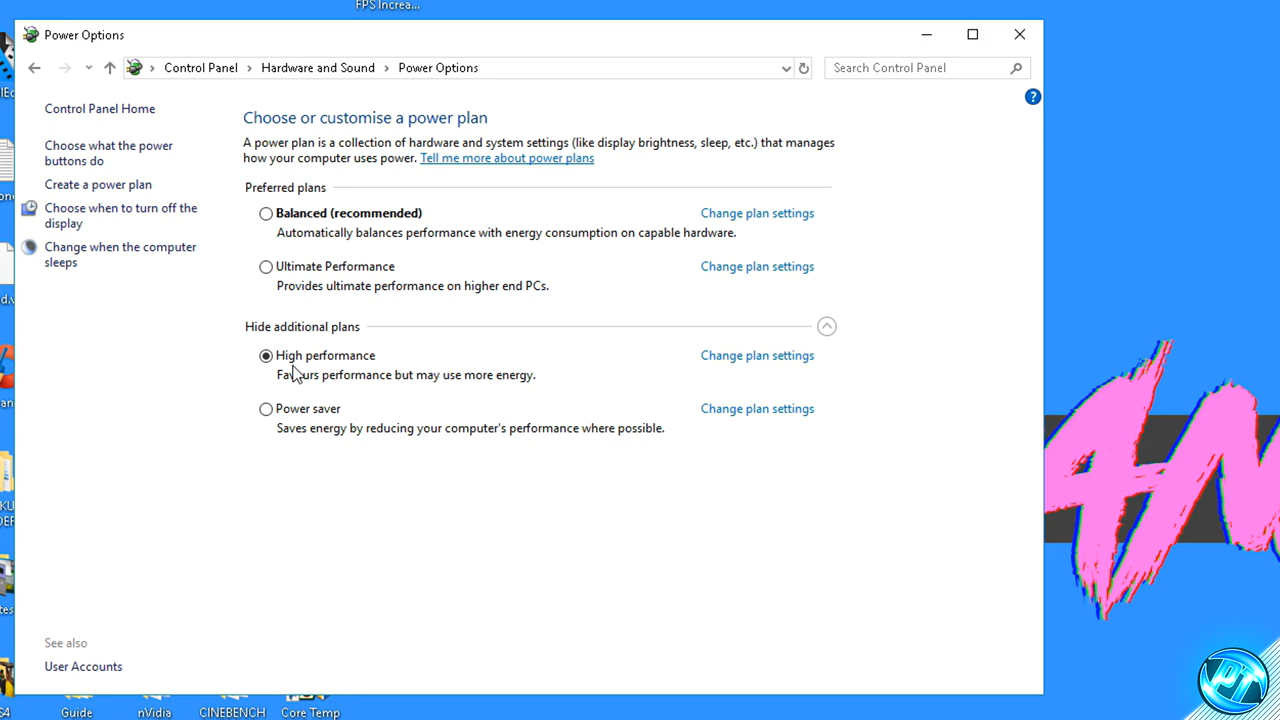 FPS Increa...
Power Options
Control Panel
Hardware and Sound
Power Options
Search Control Panel
Control Panel Home
Choose what the power
buttons do
Create a power plan
Choose when to turn off the
display
Change when the computer
sleeps
Choose or customise a power plan
A power plan is a collection of hardware and system settings (like display brightness, sleep, etc.) that manages
how your computer uses power. Tell me more about power plans
Preferred plans
Balanced (recommended) Change plan settings
Automatically balances performance with energy consumption on capable hardware.
Ultimate Performance Change plan settings
Provides ultimate performance on higher end PCs.
Hide additional plans
High performance Change plan settings
Favours performance but may use more energy.
Power saver Change plan settings
Saves energy by reducing your computer's performance where possible.
See also
User Accounts
Guide
nVidia
CINEBENCH
Core Temp
PT